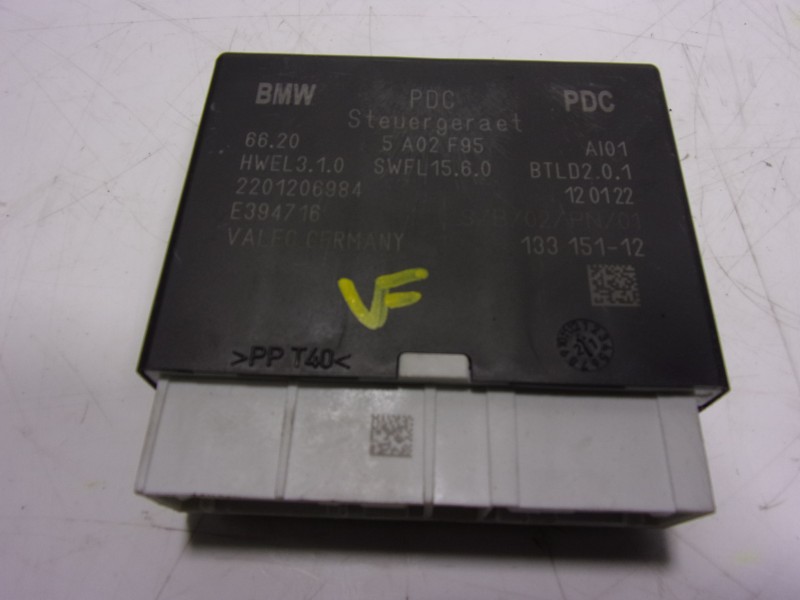 BMW PDC PDC
Steuergeraet
66.20 5 A02 F95 AI01
HWEL3.1.0 SWFL15.6.0 BTLD2.0.1
2201206984 120122
E394716
VALEO GERMANY 133 151-12
VF
>PP T40<